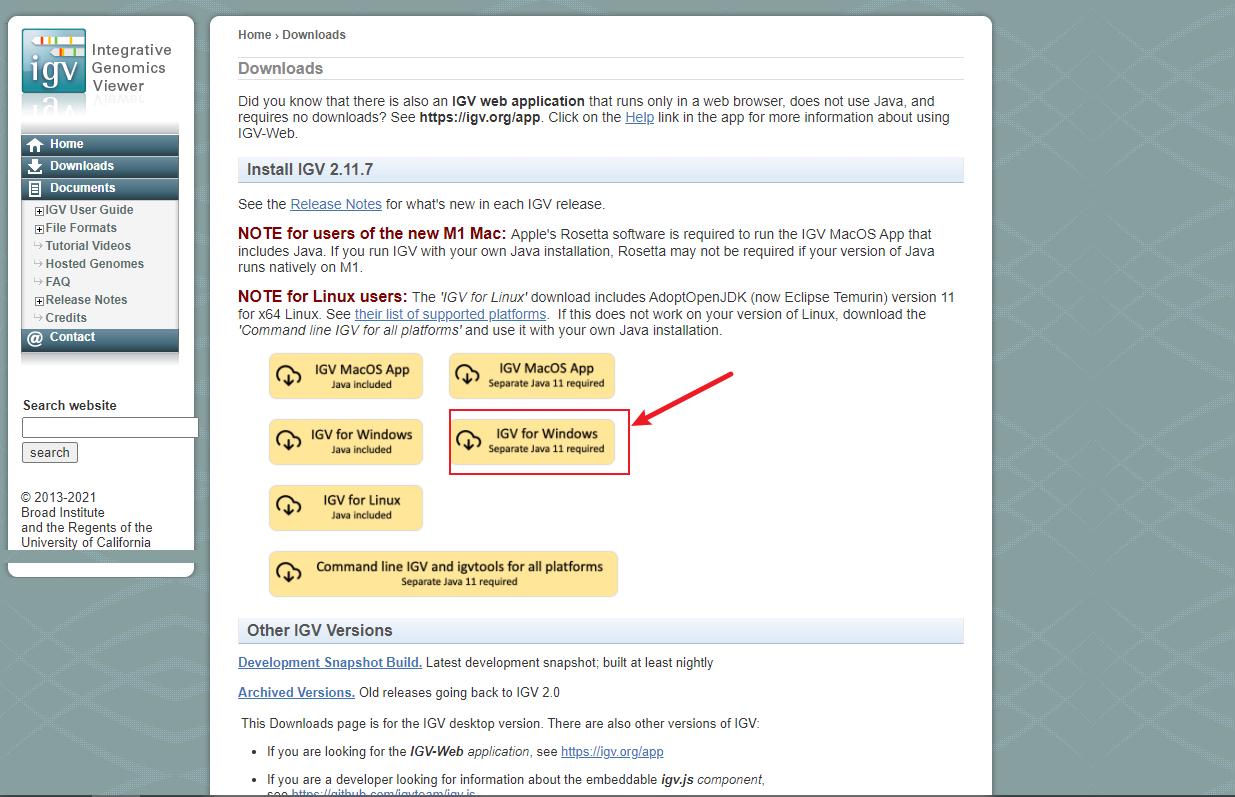 igv
Integrative
Genomics
Viewer
Home
Downloads
Documents
IGV User Guide
File Formats
Tutorial Videos
Hosted Genomes
FAQ
Release Notes
Credits
@ Contact
Search website
search
© 2013-2021
Broad Institute
and the Regents of the
University of California
Home › Downloads
Downloads
Did you know that there is also an IGV web application that runs only in a web browser, does not use Java, and
requires no downloads? See https://igv.org/app. Click on the Help link in the app for more information about using
IGV-Web.
Install IGV 2.11.7
See the Release Notes for what's new in each IGV release.
NOTE for users of the new M1 Mac: Apple's Rosetta software is required to run the IGV MacOS App that
includes Java. If you run IGV with your own Java installation, Rosetta may not be required if your version of Java
runs natively on M1.
NOTE for Linux users: The 'IGV for Linux' download includes AdoptOpenJDK (now Eclipse Temurin) version 11
for x64 Linux. See their list of supported platforms. If this does not work on your version of Linux, download the
'Command line IGV for all platforms' and use it with your own Java installation.
IGV MacOS App
Java included
IGV MacOS App
Separate Java 11 required
IGV for Windows
Java included
IGV for Windows
Separate Java 11 required
IGV for Linux
Java included
Command line IGV and igvtools for all platforms
Separate Java 11 required
Other IGV Versions
Development Snapshot Build. Latest development snapshot; built at least nightly
Archived Versions. Old releases going back to IGV 2.0
This Downloads page is for the IGV desktop version. There are also other versions of IGV:
• If you are looking for the IGV-Web application, see https://igv.org/app
• If you are a developer looking for information about the embeddable igv.js component,
see https://github.com/igvteam/igv.js